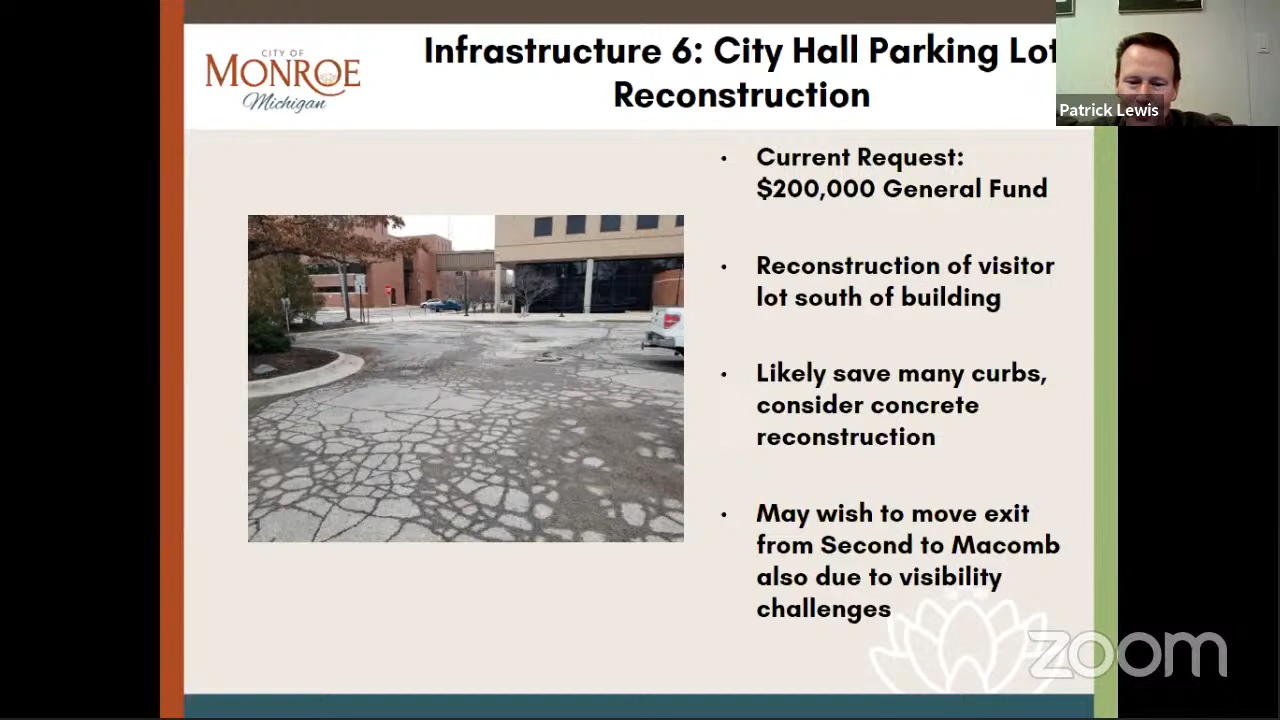 CITY OF
MONROE
Michigan
Infrastructure 6: City Hall Parking Lot
Reconstruction
Patrick Lewis
• Current Request:
$200,000 General Fund
• Reconstruction of visitor
lot south of building
• Likely save many curbs,
consider concrete
reconstruction
• May wish to move exit
from Second to Macomb
also due to visibility
challenges
zoom